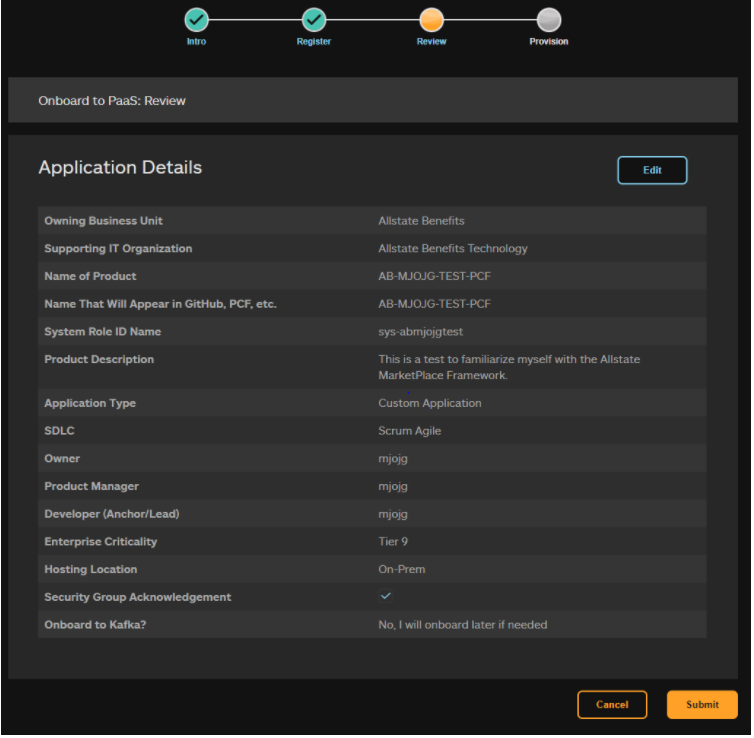 Intro Register Review Provision
Onboard to PaaS: Review
Application Details Edit
Owning Business Unit Allstate Benefits
Supporting IT Organization Allstate Benefits Technology
Name of Product AB-MJOJG-TEST-PCF
Name That Will Appear in GitHub, PCF, etc. AB-MJOJG-TEST-PCF
System Role ID Name sys-abmjojgtest
Product Description This is a test to familiarize myself with the Allstate
MarketPlace Framework.
Application Type Custom Application
SDLC Scrum Agile
Owner mjojg
Product Manager mjojg
Developer (Anchor/Lead) mjojg
Enterprise Criticality Tier 9
Hosting Location On-Prem
Security Group Acknowledgement
Onboard to Kafka? No, I will onboard later if needed
Cancel Submit